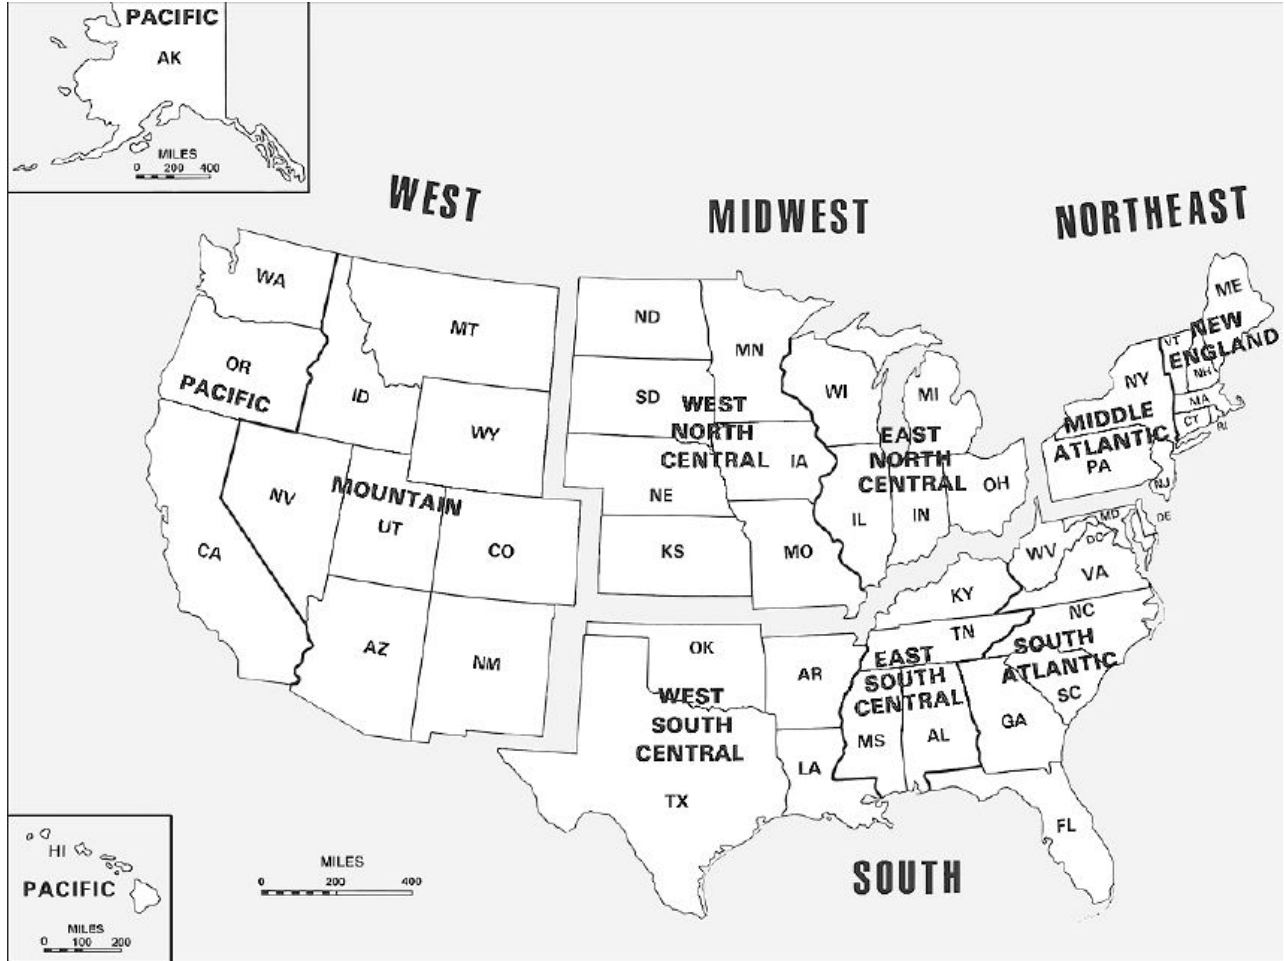 PACIFIC
AK
MILES
0 200 400
WEST
MIDWEST
NORTHEAST
WA
MT
OR
PACIFIC
ID
WY
MOUNTAIN
NV
UT
CO
CA
AZ
NM
ND
MN
SD
WEST
NORTH
CENTRAL
IA
NE
KS
MO
WI
MI
EAST
NORTH
CENTRAL
OH
IL
IN
ME
VT
NEW
ENGLAND
NH
NY
MA
CT
RI
MIDDLE
ATLANTIC
PA
NJ
OK
AR
WEST
SOUTH
CENTRAL
LA
TX
KY
TN
EAST
SOUTH
CENTRAL
MS
AL
MD
DE
DC
WV
VA
NC
SOUTH
ATLANTIC
SC
GA
FL
SOUTH
HI
PACIFIC
MILES
0 100 200
MILES
0 200 400